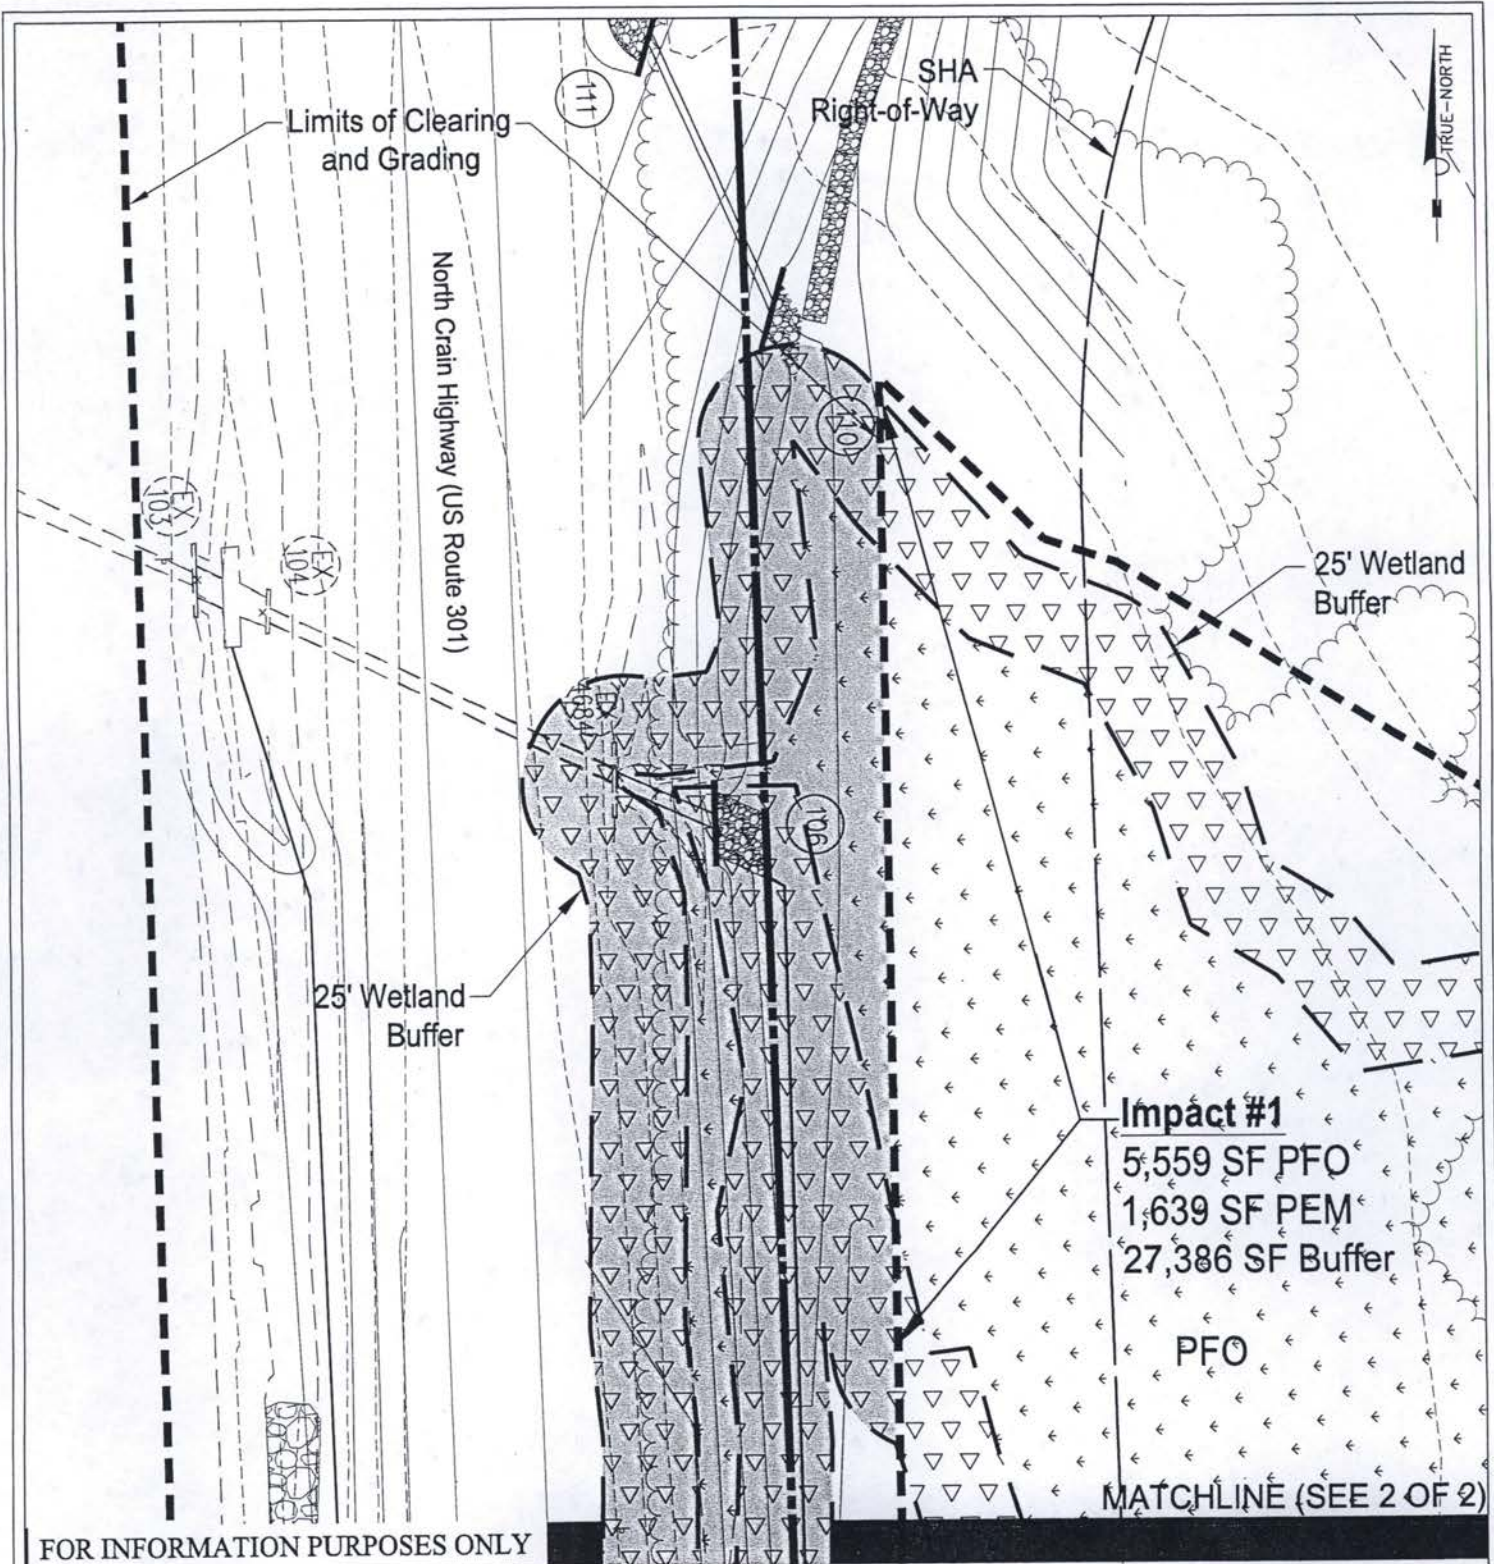 SHA
Right-of-Way
TRUE-NORTH
111
Limits of Clearing
and Grading
North Crain Highway (US Route 301)
110
EX
103
EX
104
25' Wetland
Buffer
EX
106
25' Wetland
Buffer
Impact #1
5,559 SF PFO
1,639 SF PEM
27,386 SF Buffer
PFO
MATCHLINE (SEE 2 OF 2)
FOR INFORMATION PURPOSES ONLY